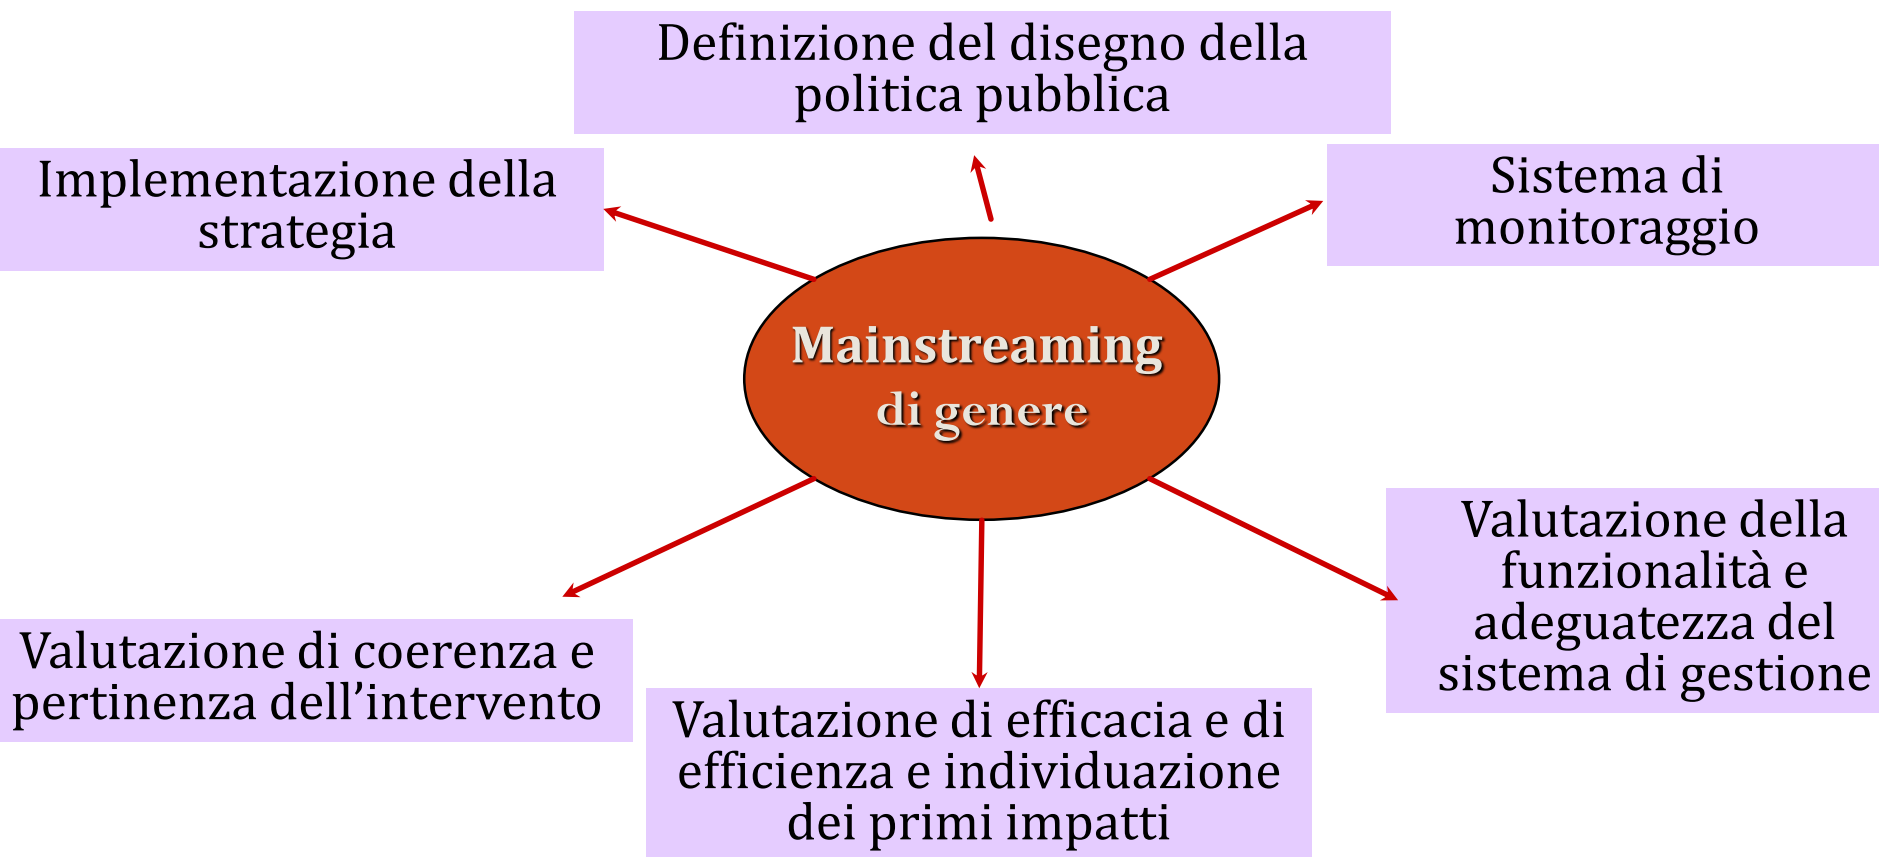 Definizione del disegno della
politica pubblica
Implementazione della
strategia
Sistema di
monitoraggio
Mainstreaming
di genere
Valutazione della
funzionalità e
adeguatezza del
sistema di gestione
Valutazione di coerenza e
pertinenza dell’intervento
Valutazione di efficacia e di
efficienza e individuazione
dei primi impatti